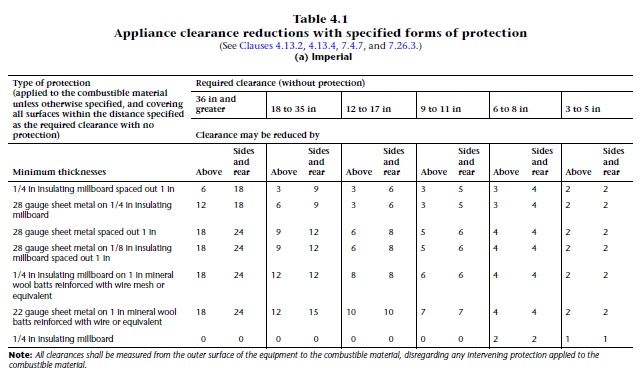 Table 4.1
Appliance clearance reductions with specified forms of protection
(See Clauses 4.13.2, 4.13.4, 7.4.7, and 7.26.3.)
(a) Imperial
Type of protection
(applied to the combustible material
unless otherwise specified, and covering
all surfaces within the distance specified
as the required clearance with no
protection)
Required clearance (without protection)
36 in and
greater
18 to 35 in
12 to 17 in
9 to 11 in
6 to 8 in
3 to 5 in
Clearance may be reduced by
Minimum thicknesses
Above
Sides
and
rear
Above
Sides
and
rear
Above
Sides
and
rear
Above
Sides
and
rear
Above
Sides
and
rear
Above
Sides
and
rear
1/4 in insulating millboard spaced out 1 in 6 18 3 9 3 6 3 5 3 4 2 2
28 gauge sheet metal on 1/4 in insulating 12 18 6 9 3 6 3 5 3 4 2 2
millboard
28 gauge sheet metal spaced out 1 in 18 24 9 12 6 8 5 6 4 4 2 2
28 gauge sheet metal on 1/8 in insulating 18 24 9 12 6 8 5 6 4 4 2 2
millboard spaced out 1 in
1/4 in insulating millboard on 1 in mineral 18 24 12 12 8 8 6 6 4 4 2 2
wool batts reinforced with wire mesh or
equivalent
22 gauge sheet metal on 1 in mineral wool 18 24 12 15 10 10 7 7 4 4 2 2
batts reinforced with wire or equivalent
1/4 in insulating millboard 0 0 0 0 0 0 0 0 2 2 1 1
Note: All clearances shall be measured from the outer surface of the equipment to the combustible material, disregarding any intervening protection applied to the
combustible material.